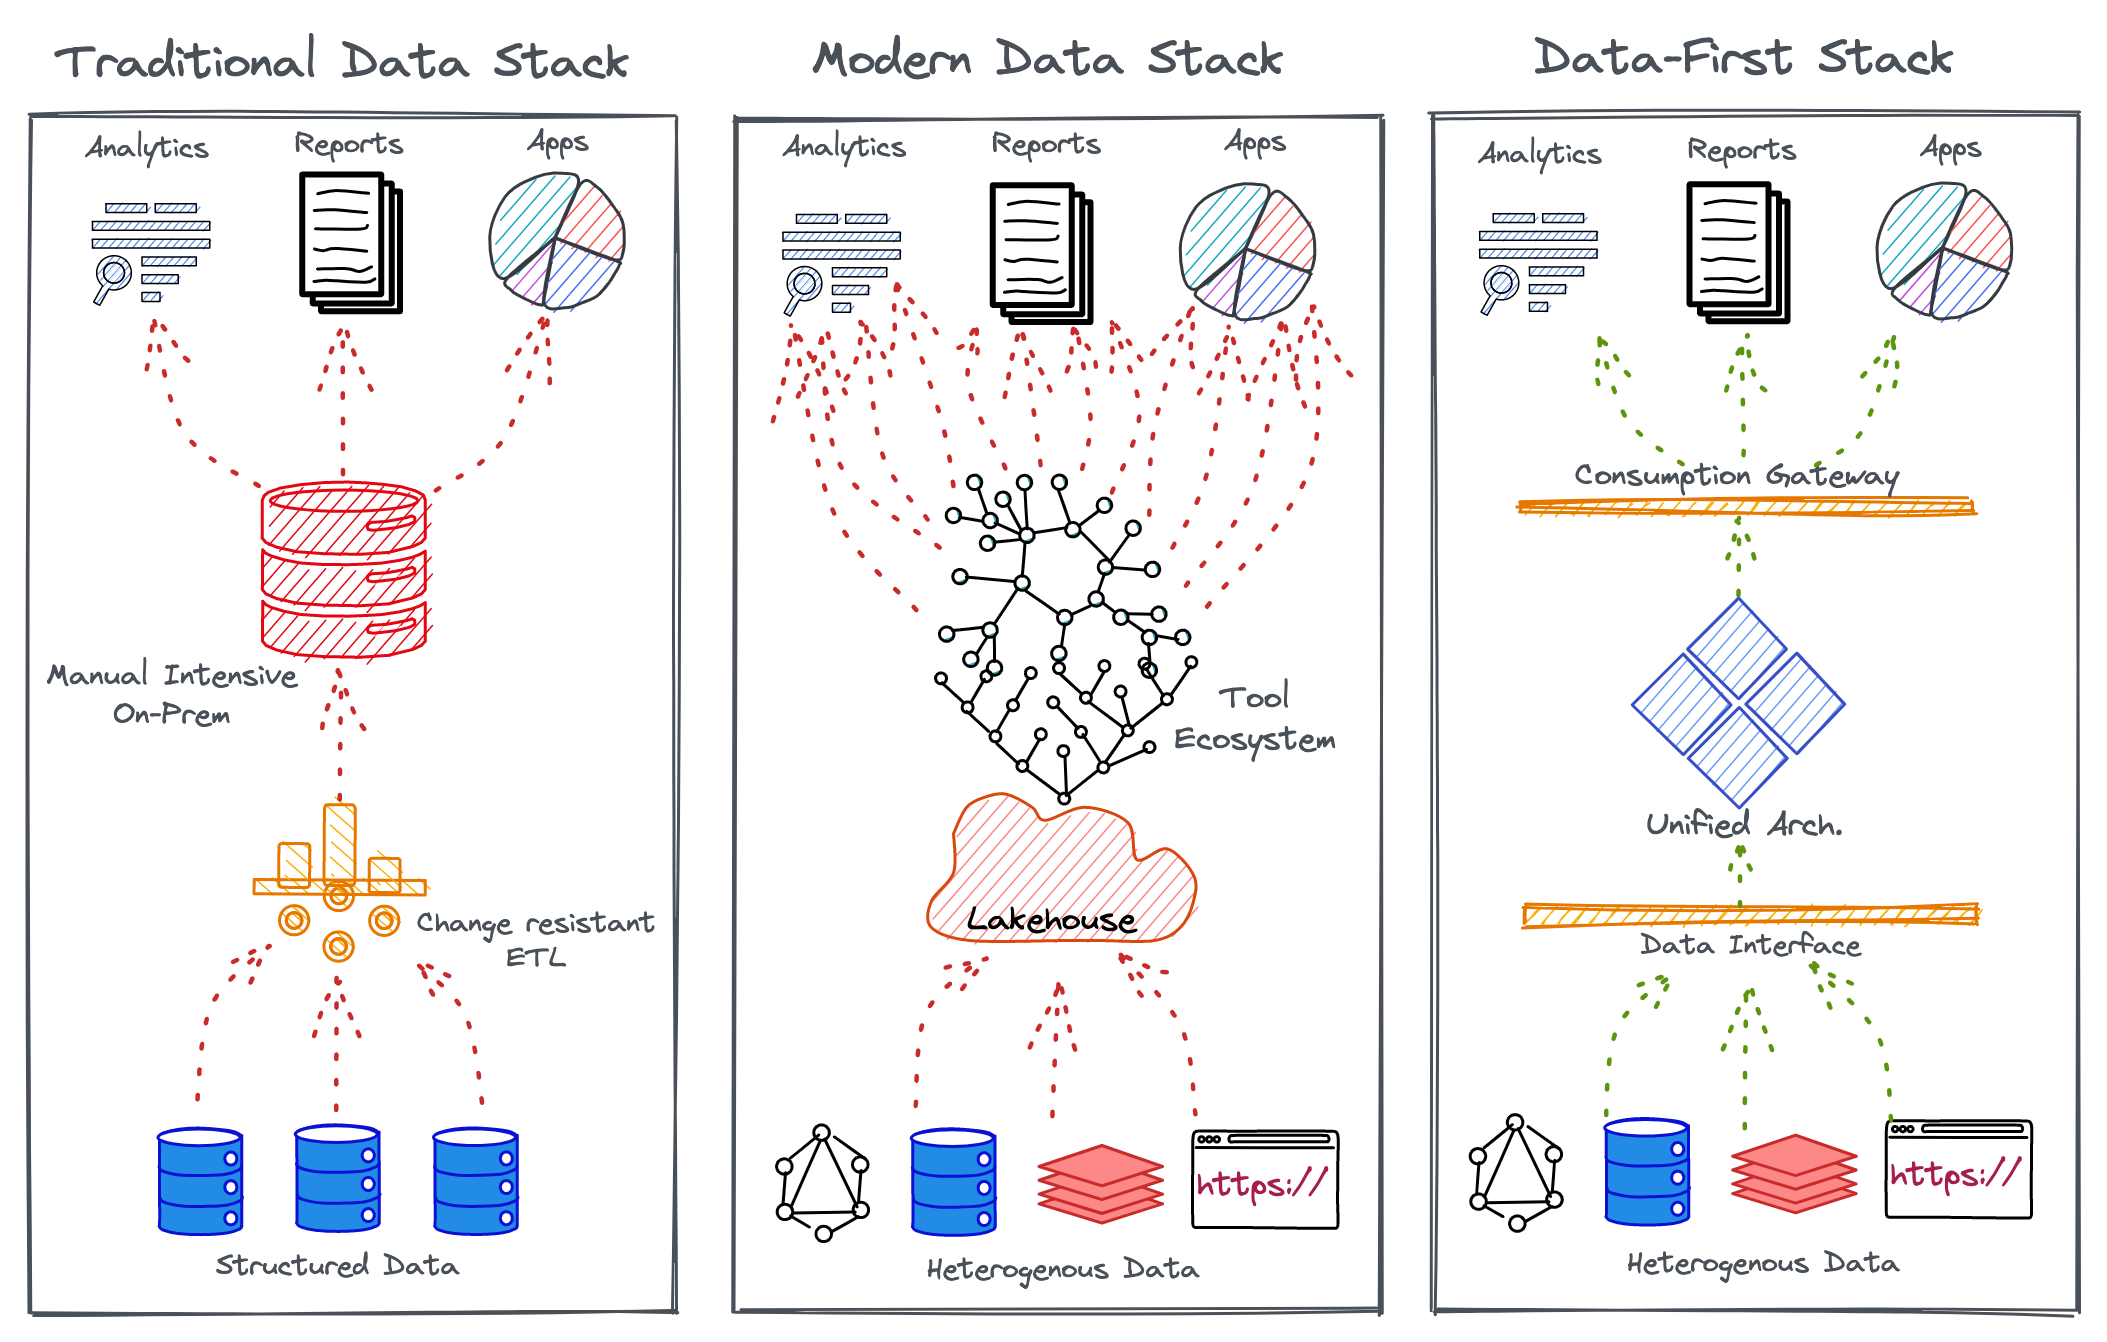 Traditional Data Stack
Analytics
Reports
Apps
Manual Intensive
On-Prem
Change resistant
ETL
Structured Data
Modern Data Stack
Analytics
Reports
Apps
Tool
Ecosystem
Lakehouse
https://
Heterogenous Data
Data-First Stack
Analytics
Reports
Apps
Consumption Gateway
Unified Arch.
Data Interface
https://
Heterogenous Data